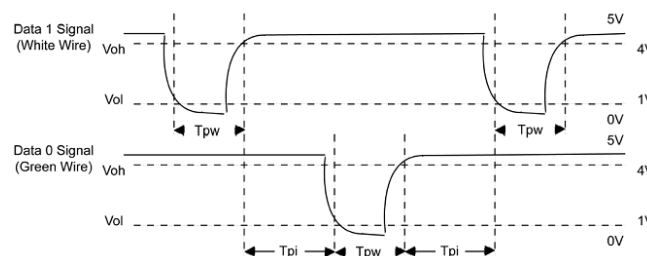 5V
Data 1 Signal
(White Wire)
Voh
4V
Vol
1V
0V
Tpw
Tpw
5V
Data 0 Signal
(Green Wire)
Voh
4V
Vol
1V
0V
Tpi
Tpw
Tpi